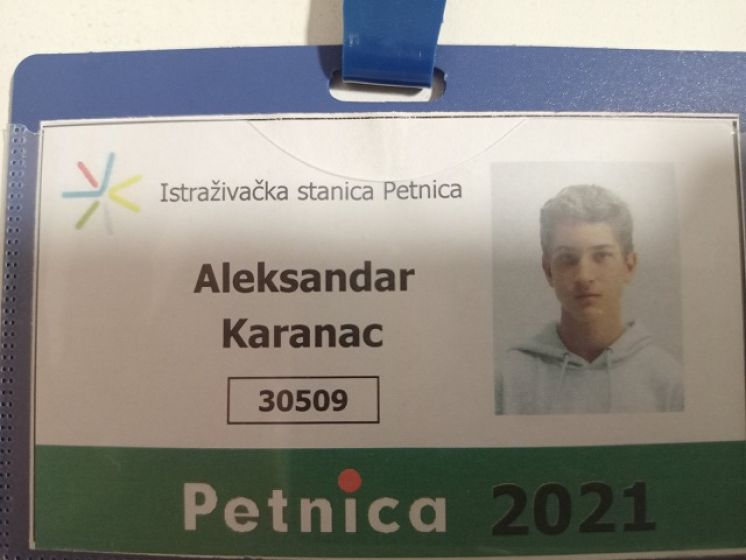 Istraživačka stanica Petnica
Aleksandar
Karanac
30509
Petnica 2021